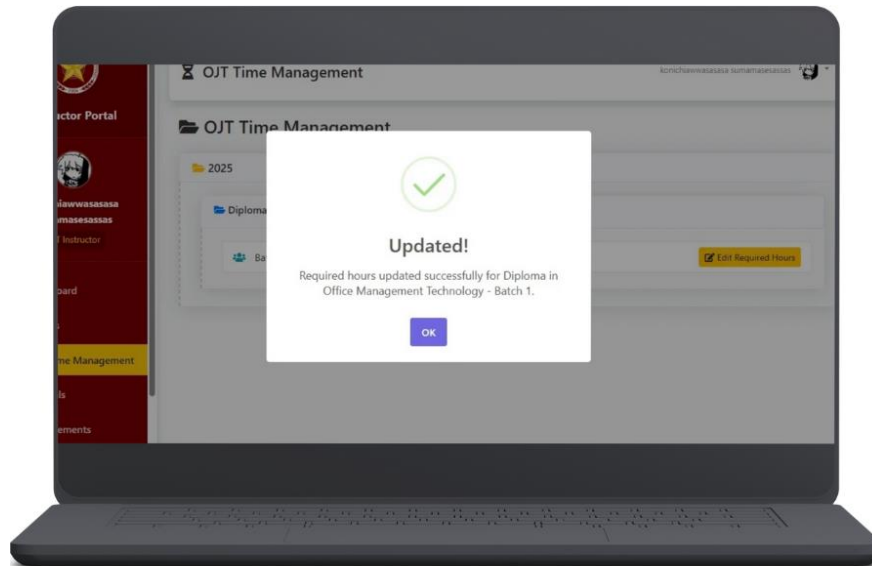 OJT Time Management
konichiawwasasasa sumamasesassas
uctor Portal
OJT Time Management
2025
iawwasasasa
masesassas
Instructor
Diploma
Ba
Edit Required Hours
Updated!
Required hours updated successfully for Diploma in
Office Management Technology - Batch 1.
OK
oard
s
me Management
ls
ements